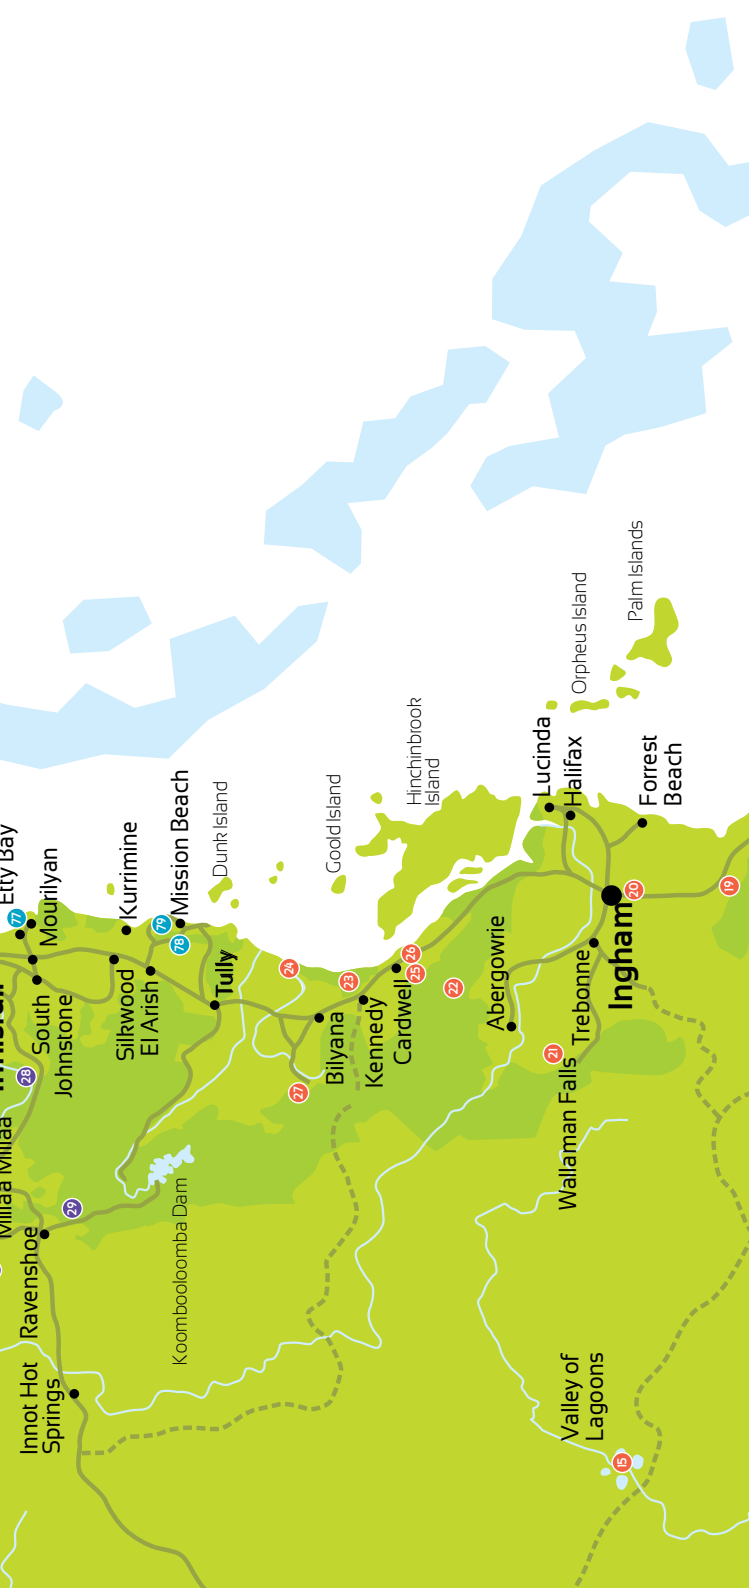 Etty Bay
77
Mourilyan
South
Johnstone
28
Millaa Millaa
29
Ravenshoe
Innot Hot
Springs
Kurrimine
Silkwood
El Arish
79
Mission Beach
78
Dunk Island
Tully
Koombooloomba Dam
24
27
Goold Island
23
Bilyana
Kennedy
Cardwell
26
25
Hinchinbrook
Island
22
Abergowrie
Lucinda
Halifax
Orpheus Island
Palm Islands
Forrest
Beach
20
19
Ingham
Trebonne
21
Wallaman Falls
Valley of
Lagoons
15